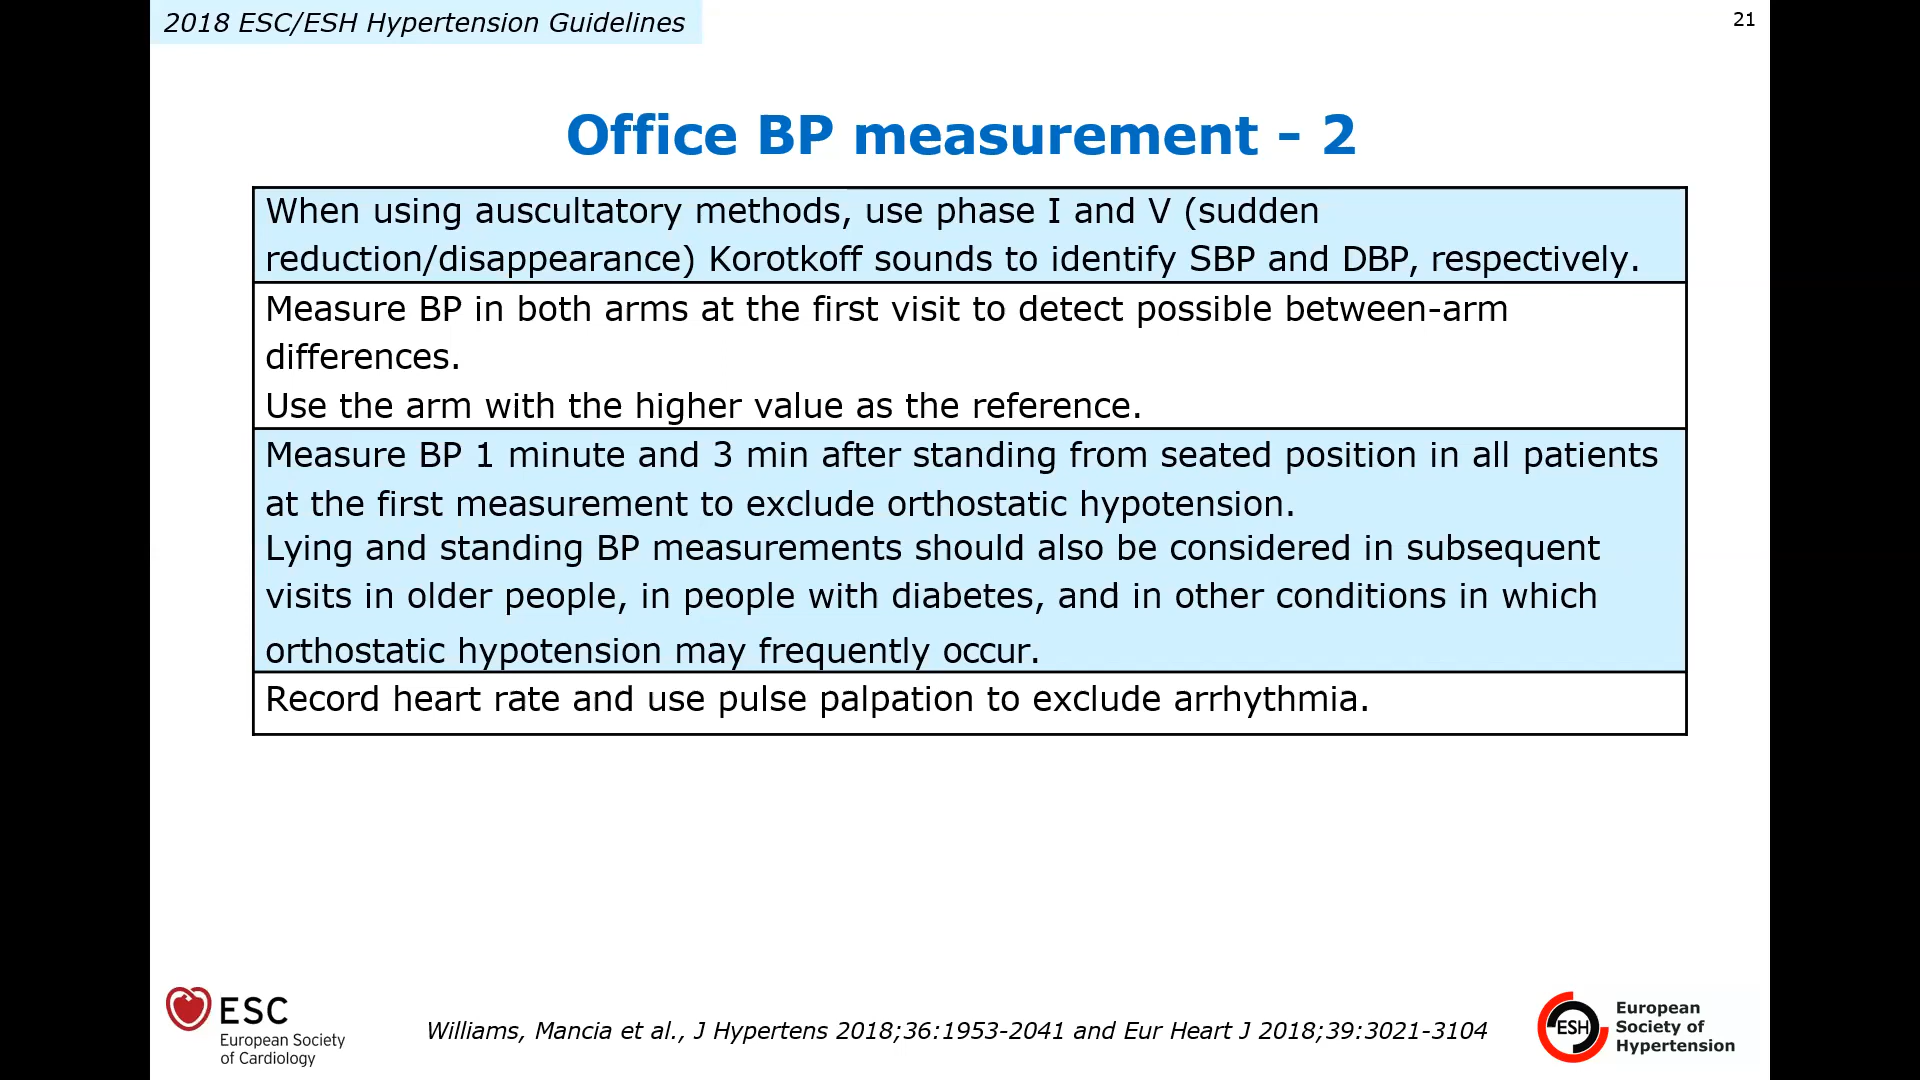 2018 ESC/ESH Hypertension Guidelines
21
Office BP measurement - 2
When using auscultatory methods, use phase I and V (sudden
reduction/disappearance) Korotkoff sounds to identify SBP and DBP, respectively.
Measure BP in both arms at the first visit to detect possible between-arm
differences.
Use the arm with the higher value as the reference.
Measure BP 1 minute and 3 min after standing from seated position in all patients
at the first measurement to exclude orthostatic hypotension.
Lying and standing BP measurements should also be considered in subsequent
visits in older people, in people with diabetes, and in other conditions in which
orthostatic hypotension may frequently occur.
Record heart rate and use pulse palpation to exclude arrhythmia.
ESC
European Society
of Cardiology
Williams, Mancia et al., J Hypertens 2018;36:1953-2041 and Eur Heart J 2018;39:3021-3104
ESH
European
Society of
Hypertension